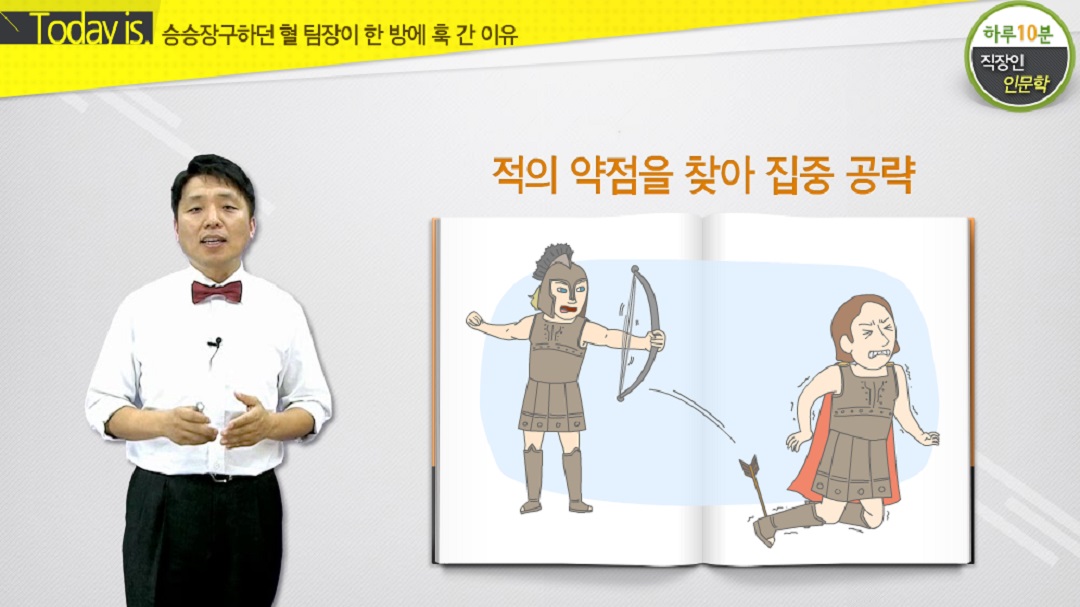 Today is. 승승장구하던 혈 팀장이 한 방에 훅 간 이유
하루10분
직장인
인문학
적의 약점을 찾아 집중 공략